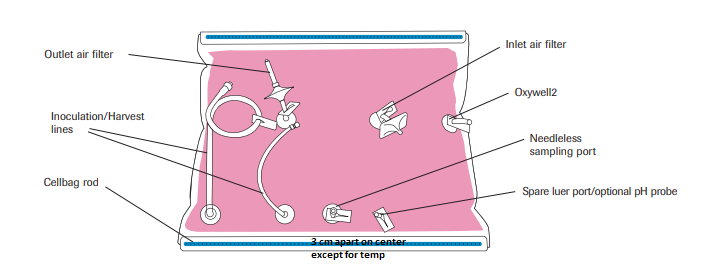 Outlet air filter
Inlet air filter
Oxywell2
Inoculation/Harvest
lines
Needleless
sampling port
Cellbag rod
Spare luer port/optional pH probe
3 cm apart on center
except for temp